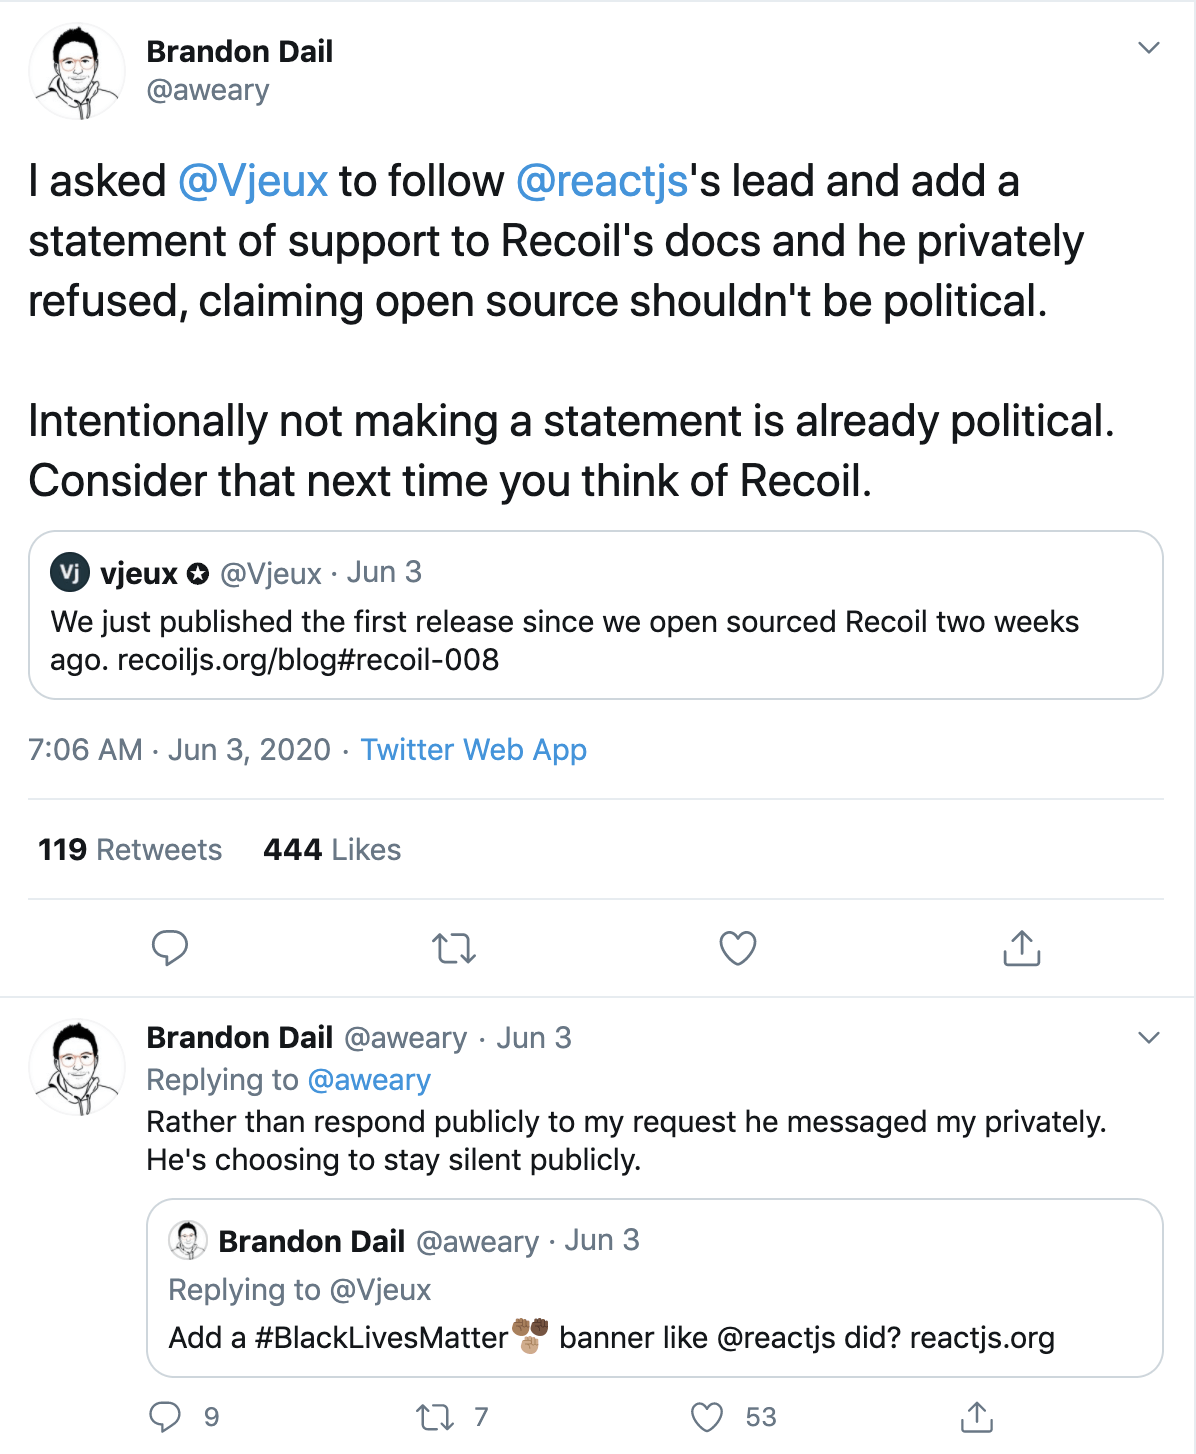 Brandon Dail
@aweary
I asked @Vjeux to follow @reactjs's lead and add a
statement of support to Recoil's docs and he privately
refused, claiming open source shouldn't be political.
Intentionally not making a statement is already political.
Consider that next time you think of Recoil.
Vj vjeux ✪ @Vjeux · Jun 3
We just published the first release since we open sourced Recoil two weeks
ago. recoiljs.org/blog#recoil-008
7:06 AM · Jun 3, 2020 · Twitter Web App
119 Retweets 444 Likes
Brandon Dail @aweary · Jun 3
Replying to @aweary
Rather than respond publicly to my request he messaged my privately.
He's choosing to stay silent publicly.
Brandon Dail @aweary · Jun 3
Replying to @Vjeux
Add a #BlackLivesMatter banner like @reactjs did? reactjs.org
9 7 53